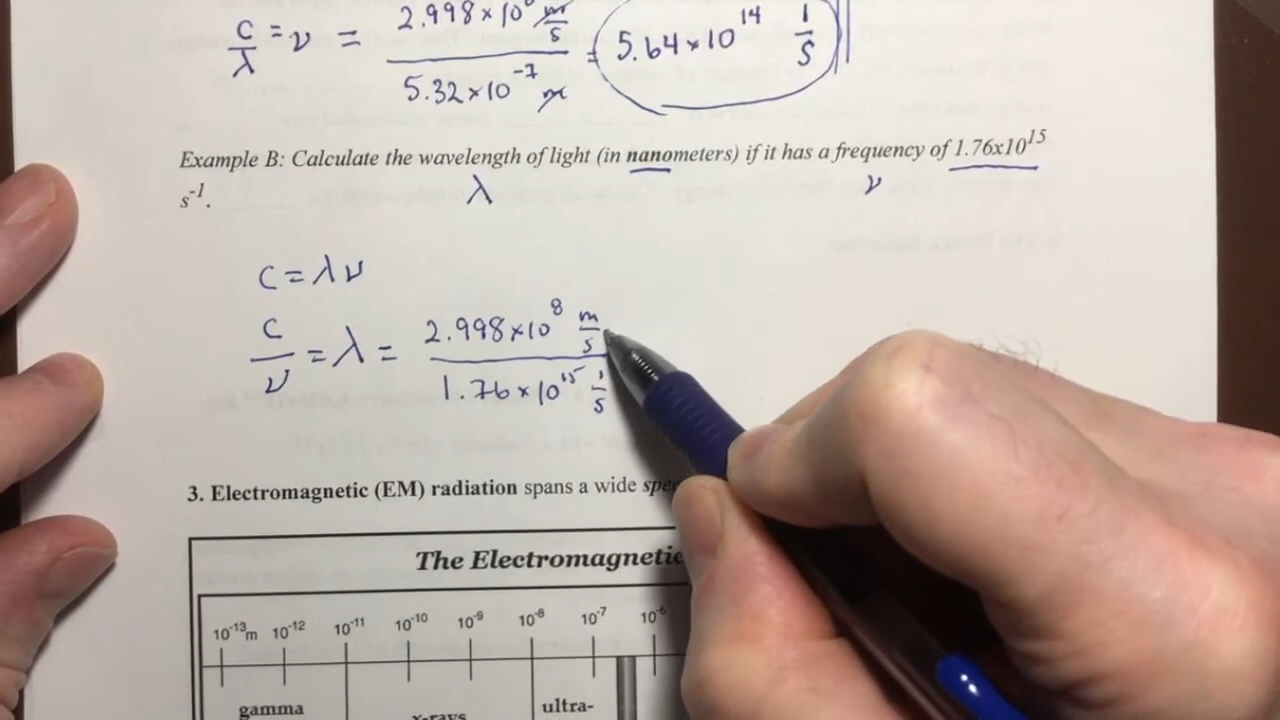 c/λ = ν = 2.998×10⁸ m/s / 5.32×10⁻⁷ m = 5.64×10¹⁴ 1/s
Example B: Calculate the wavelength of light (in nanometers) if it has a frequency of 1.76x10¹⁵
s⁻¹.
λ ν
c = λν
c/ν = λ = 2.998×10⁸ m/s / 1.76×10¹⁵ 1/s
3. Electromagnetic (EM) radiation spans a wide spe
The Electromagnetic
10⁻¹³m 10⁻¹² 10⁻¹¹ 10⁻¹⁰ 10⁻⁹ 10⁻⁸ 10⁻⁷ 10⁻⁶
gamma x-rays ultra-